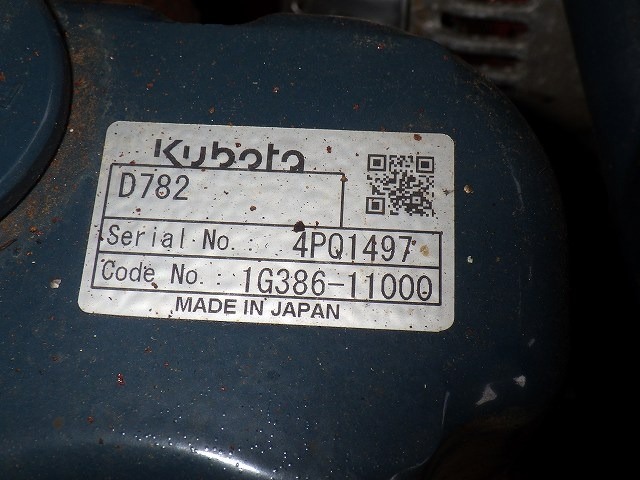 Kubota
D782
Serial No.: 4PQ1497
Code No.: 1G386-11000
MADE IN JAPAN